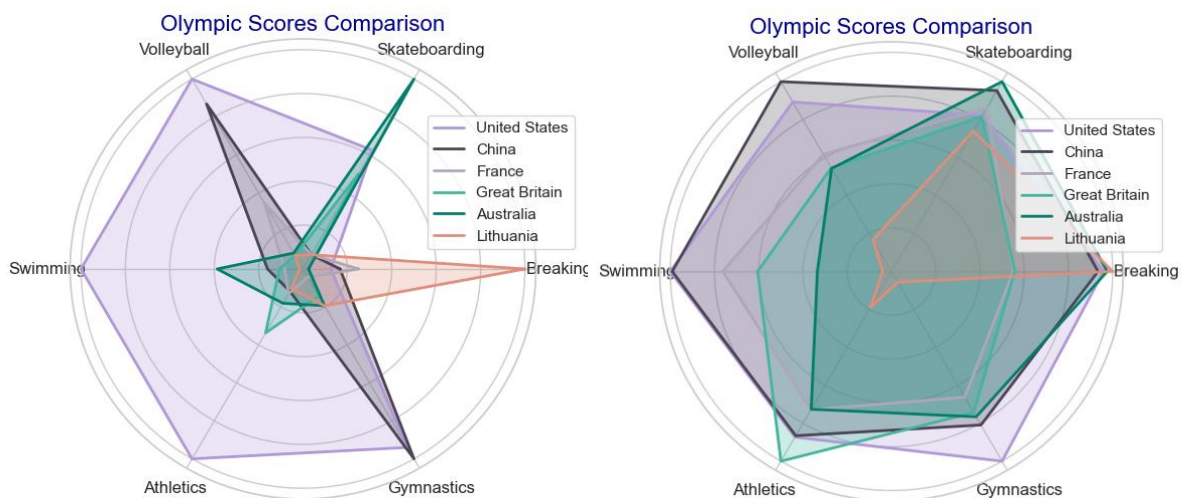 Olympic Scores Comparison
Volleyball
Skateboarding
United States
China
France
Great Britain
Australia
Lithuania
Swimming
Breaking
Athletics
Gymnastics
Olympic Scores Comparison
Volleyball
Skateboarding
United States
China
France
Great Britain
Australia
Lithuania
Swimming
Breaking
Athletics
Gymnastics